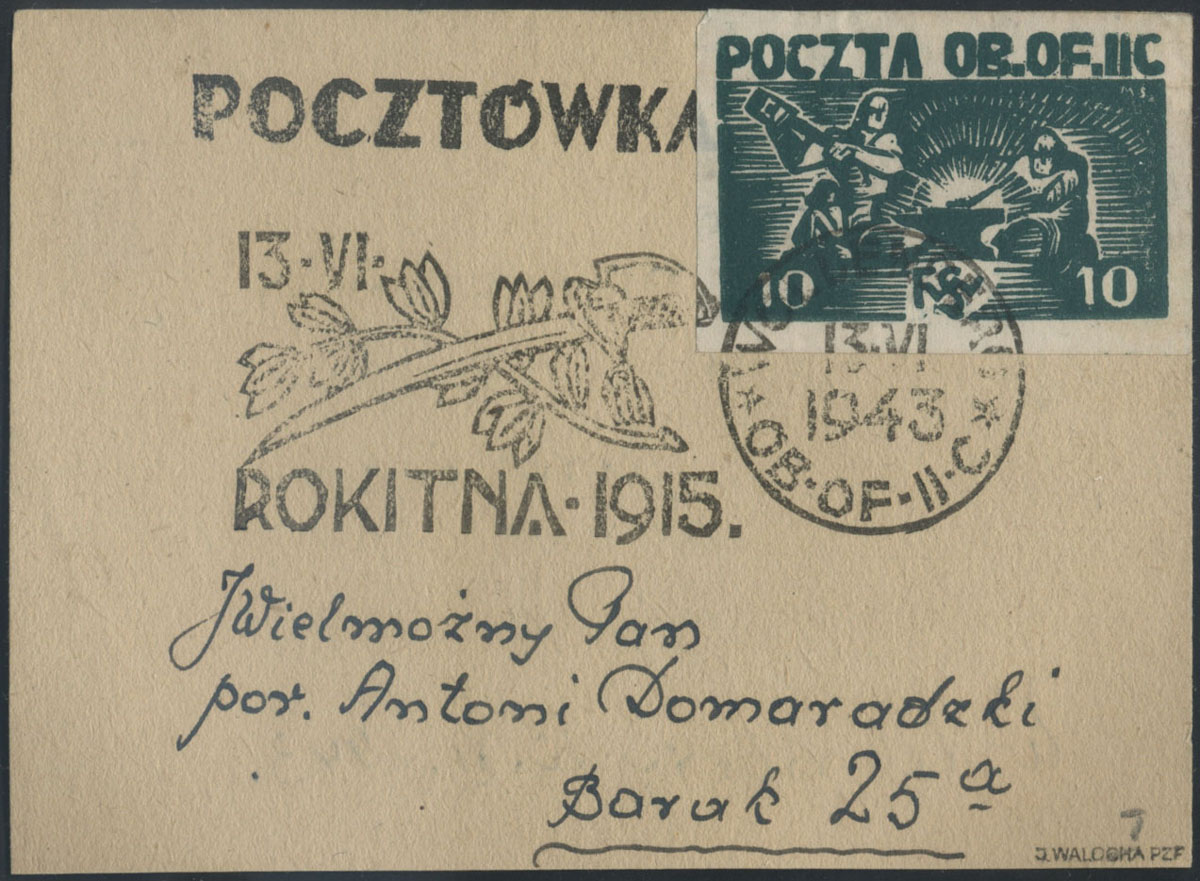 POCZTA OB.OF.IIC
POCZTÓWKA
10 10
13·VI·
13·VI
1943
OB·OF·II·C
ROKITNA·1915.
JWielmożny Pan
por. Antoni Domaradzki
Barak 25a
J. WALOCHA PZF